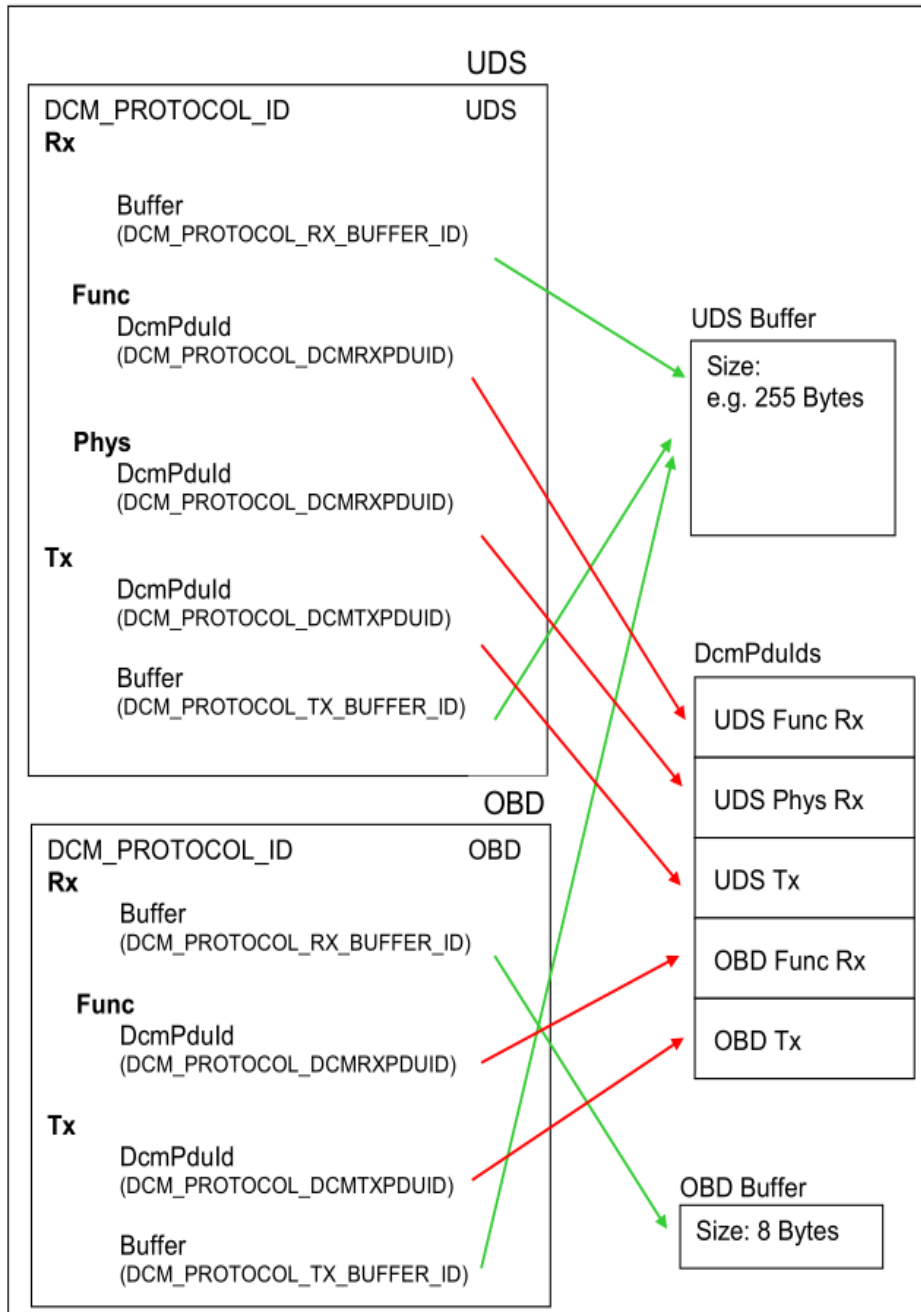 UDS
DCM_PROTOCOL_ID UDS
Rx
Buffer
(DCM_PROTOCOL_RX_BUFFER_ID)
Func
DcmPduId
(DCM_PROTOCOL_DCMRXPDUID)
Phys
DcmPduId
(DCM_PROTOCOL_DCMRXPDUID)
Tx
DcmPduId
(DCM_PROTOCOL_DCMTXPDUID)
Buffer
(DCM_PROTOCOL_TX_BUFFER_ID)
OBD
DCM_PROTOCOL_ID OBD
Rx
Buffer
(DCM_PROTOCOL_RX_BUFFER_ID)
Func
DcmPduId
(DCM_PROTOCOL_DCMRXPDUID)
Tx
DcmPduId
(DCM_PROTOCOL_DCMTXPDUID)
Buffer
(DCM_PROTOCOL_TX_BUFFER_ID)
UDS Buffer
Size:
e.g. 255 Bytes
DcmPduIds
UDS Func Rx
UDS Phys Rx
UDS Tx
OBD Func Rx
OBD Tx
OBD Buffer
Size: 8 Bytes